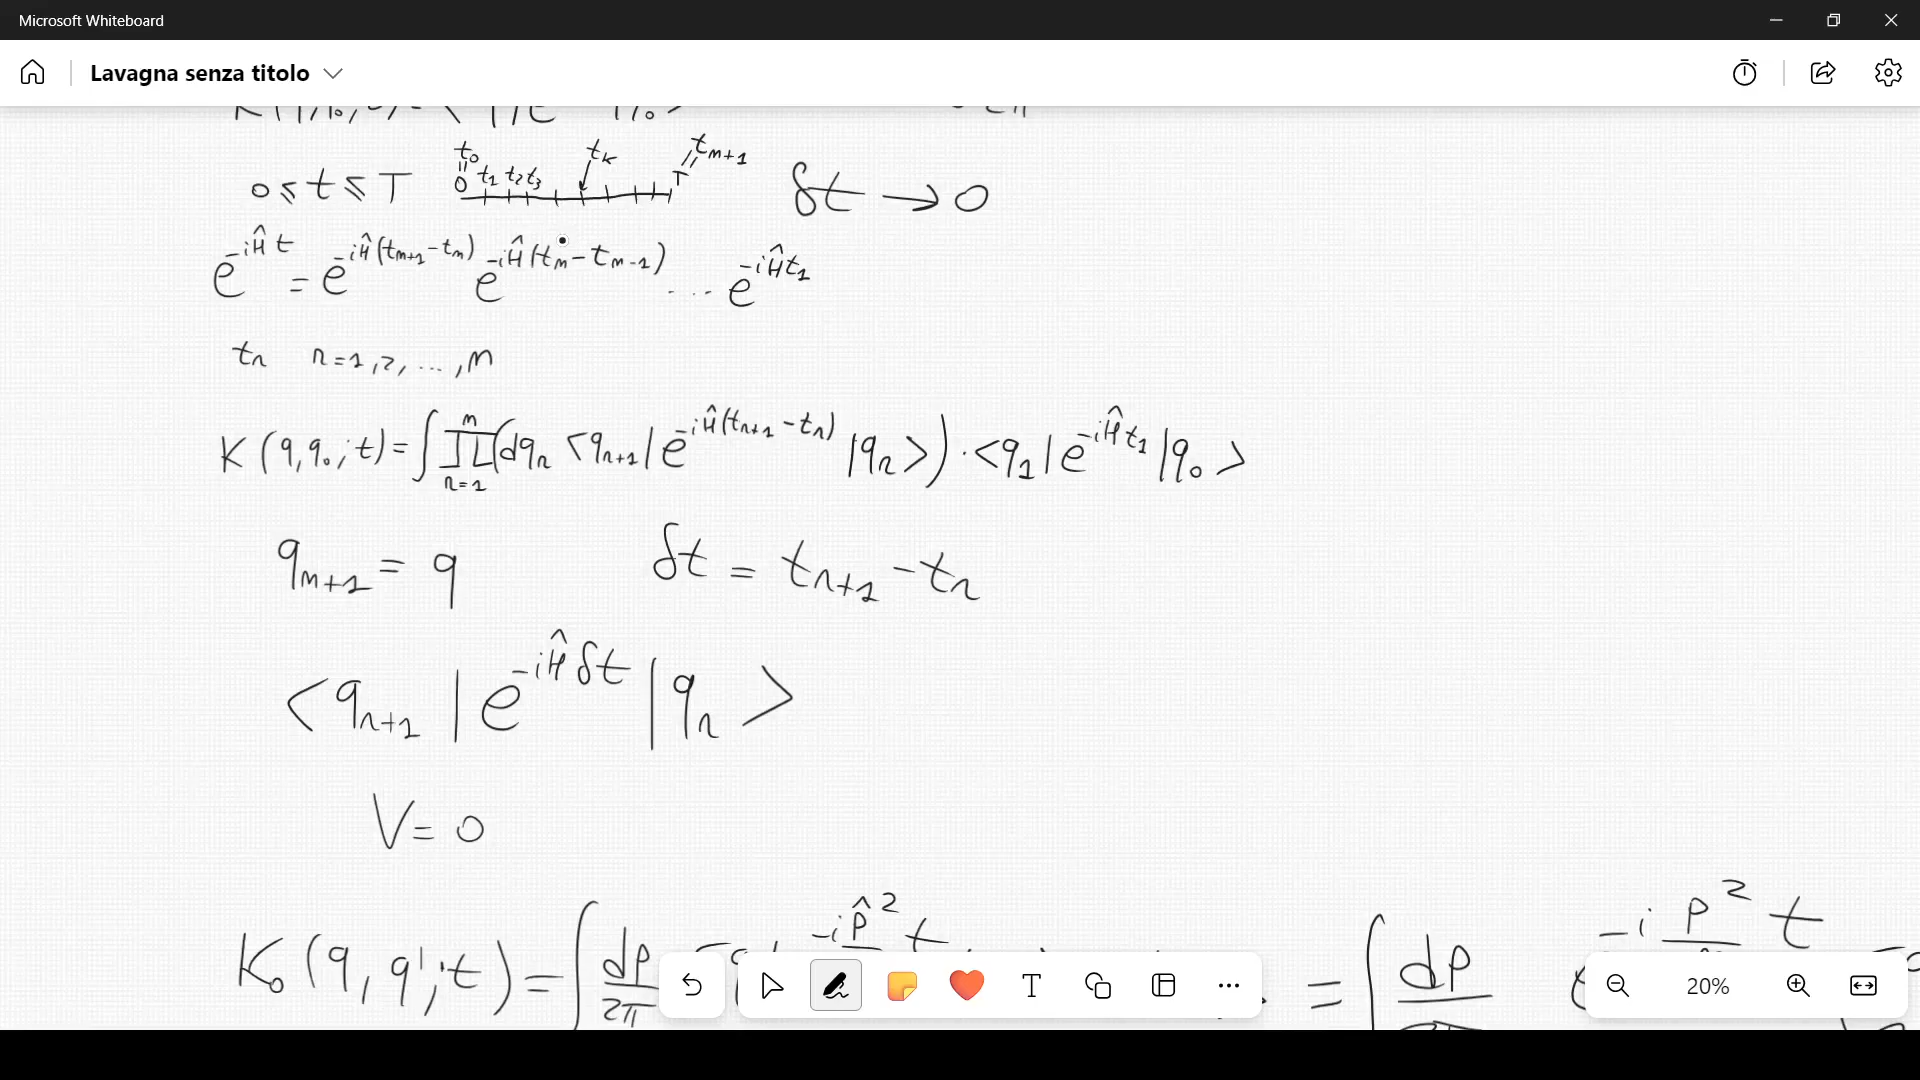 Microsoft Whiteboard
Lavagna senza titolo
0 ≤ t ≤ T t₀ = 0 t₁ t₂ t₃ t_K T = t_{m+1} δt → 0
e^{-iĤt} = e^{-iĤ(t_{m+1} - t_m)} e^{-iĤ(t_m - t_{m-1})} ... e^{-iĤt₁}
t_n n = 1, 2, ..., m
K(q, q₀; t) = ∫ ∏_{n=1}^{m} (dq_n <q_{n+1}| e^{-iĤ(t_{n+1} - t_n)} |q_n>) · <q₁| e^{-iĤt₁} |q₀>
q_{m+1} = q δt = t_{n+1} - t_n
<q_{n+1}| e^{-iĤδt} |q_n>
V = 0
K₀(q, q'; t) = ∫ dp/2π
-i p̂² t
= ∫ dp
-i p² t
T
20%